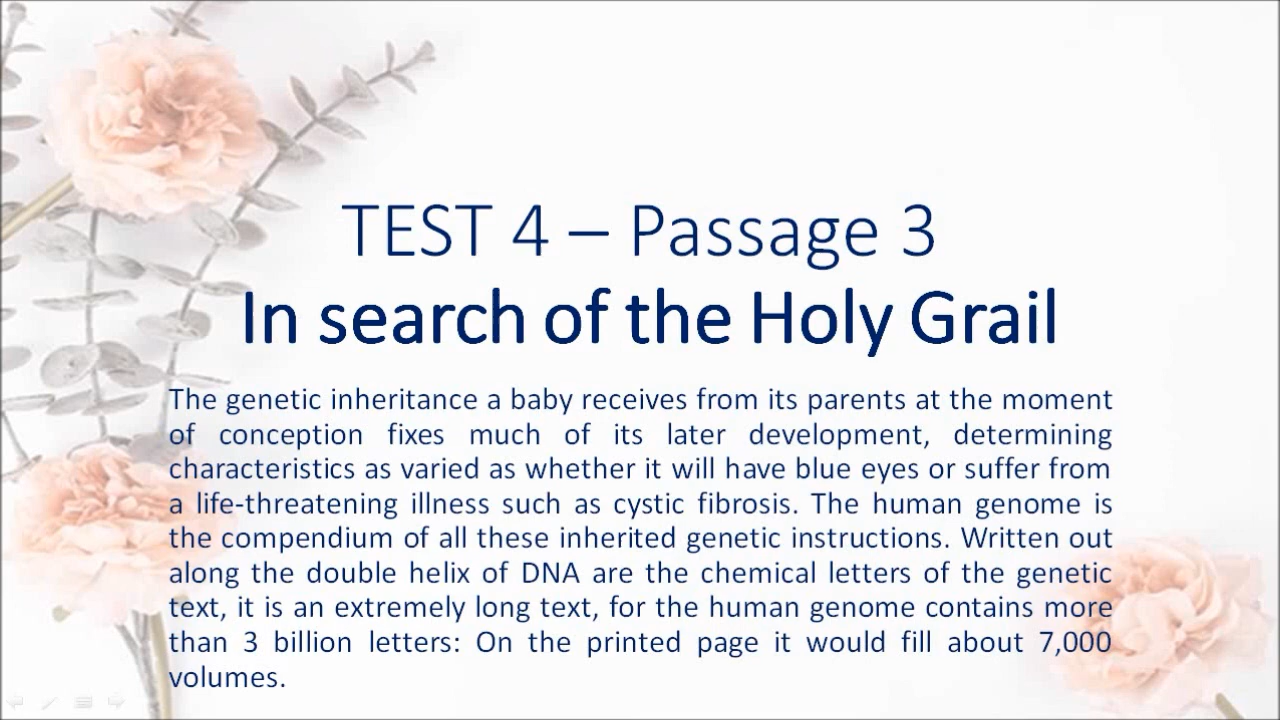 TEST 4 – Passage 3
In search of the Holy Grail
The genetic inheritance a baby receives from its parents at the moment
of conception fixes much of its later development, determining
characteristics as varied as whether it will have blue eyes or suffer from
a life-threatening illness such as cystic fibrosis. The human genome is
the compendium of all these inherited genetic instructions. Written out
along the double helix of DNA are the chemical letters of the genetic
text, it is an extremely long text, for the human genome contains more
than 3 billion letters: On the printed page it would fill about 7,000
volumes.